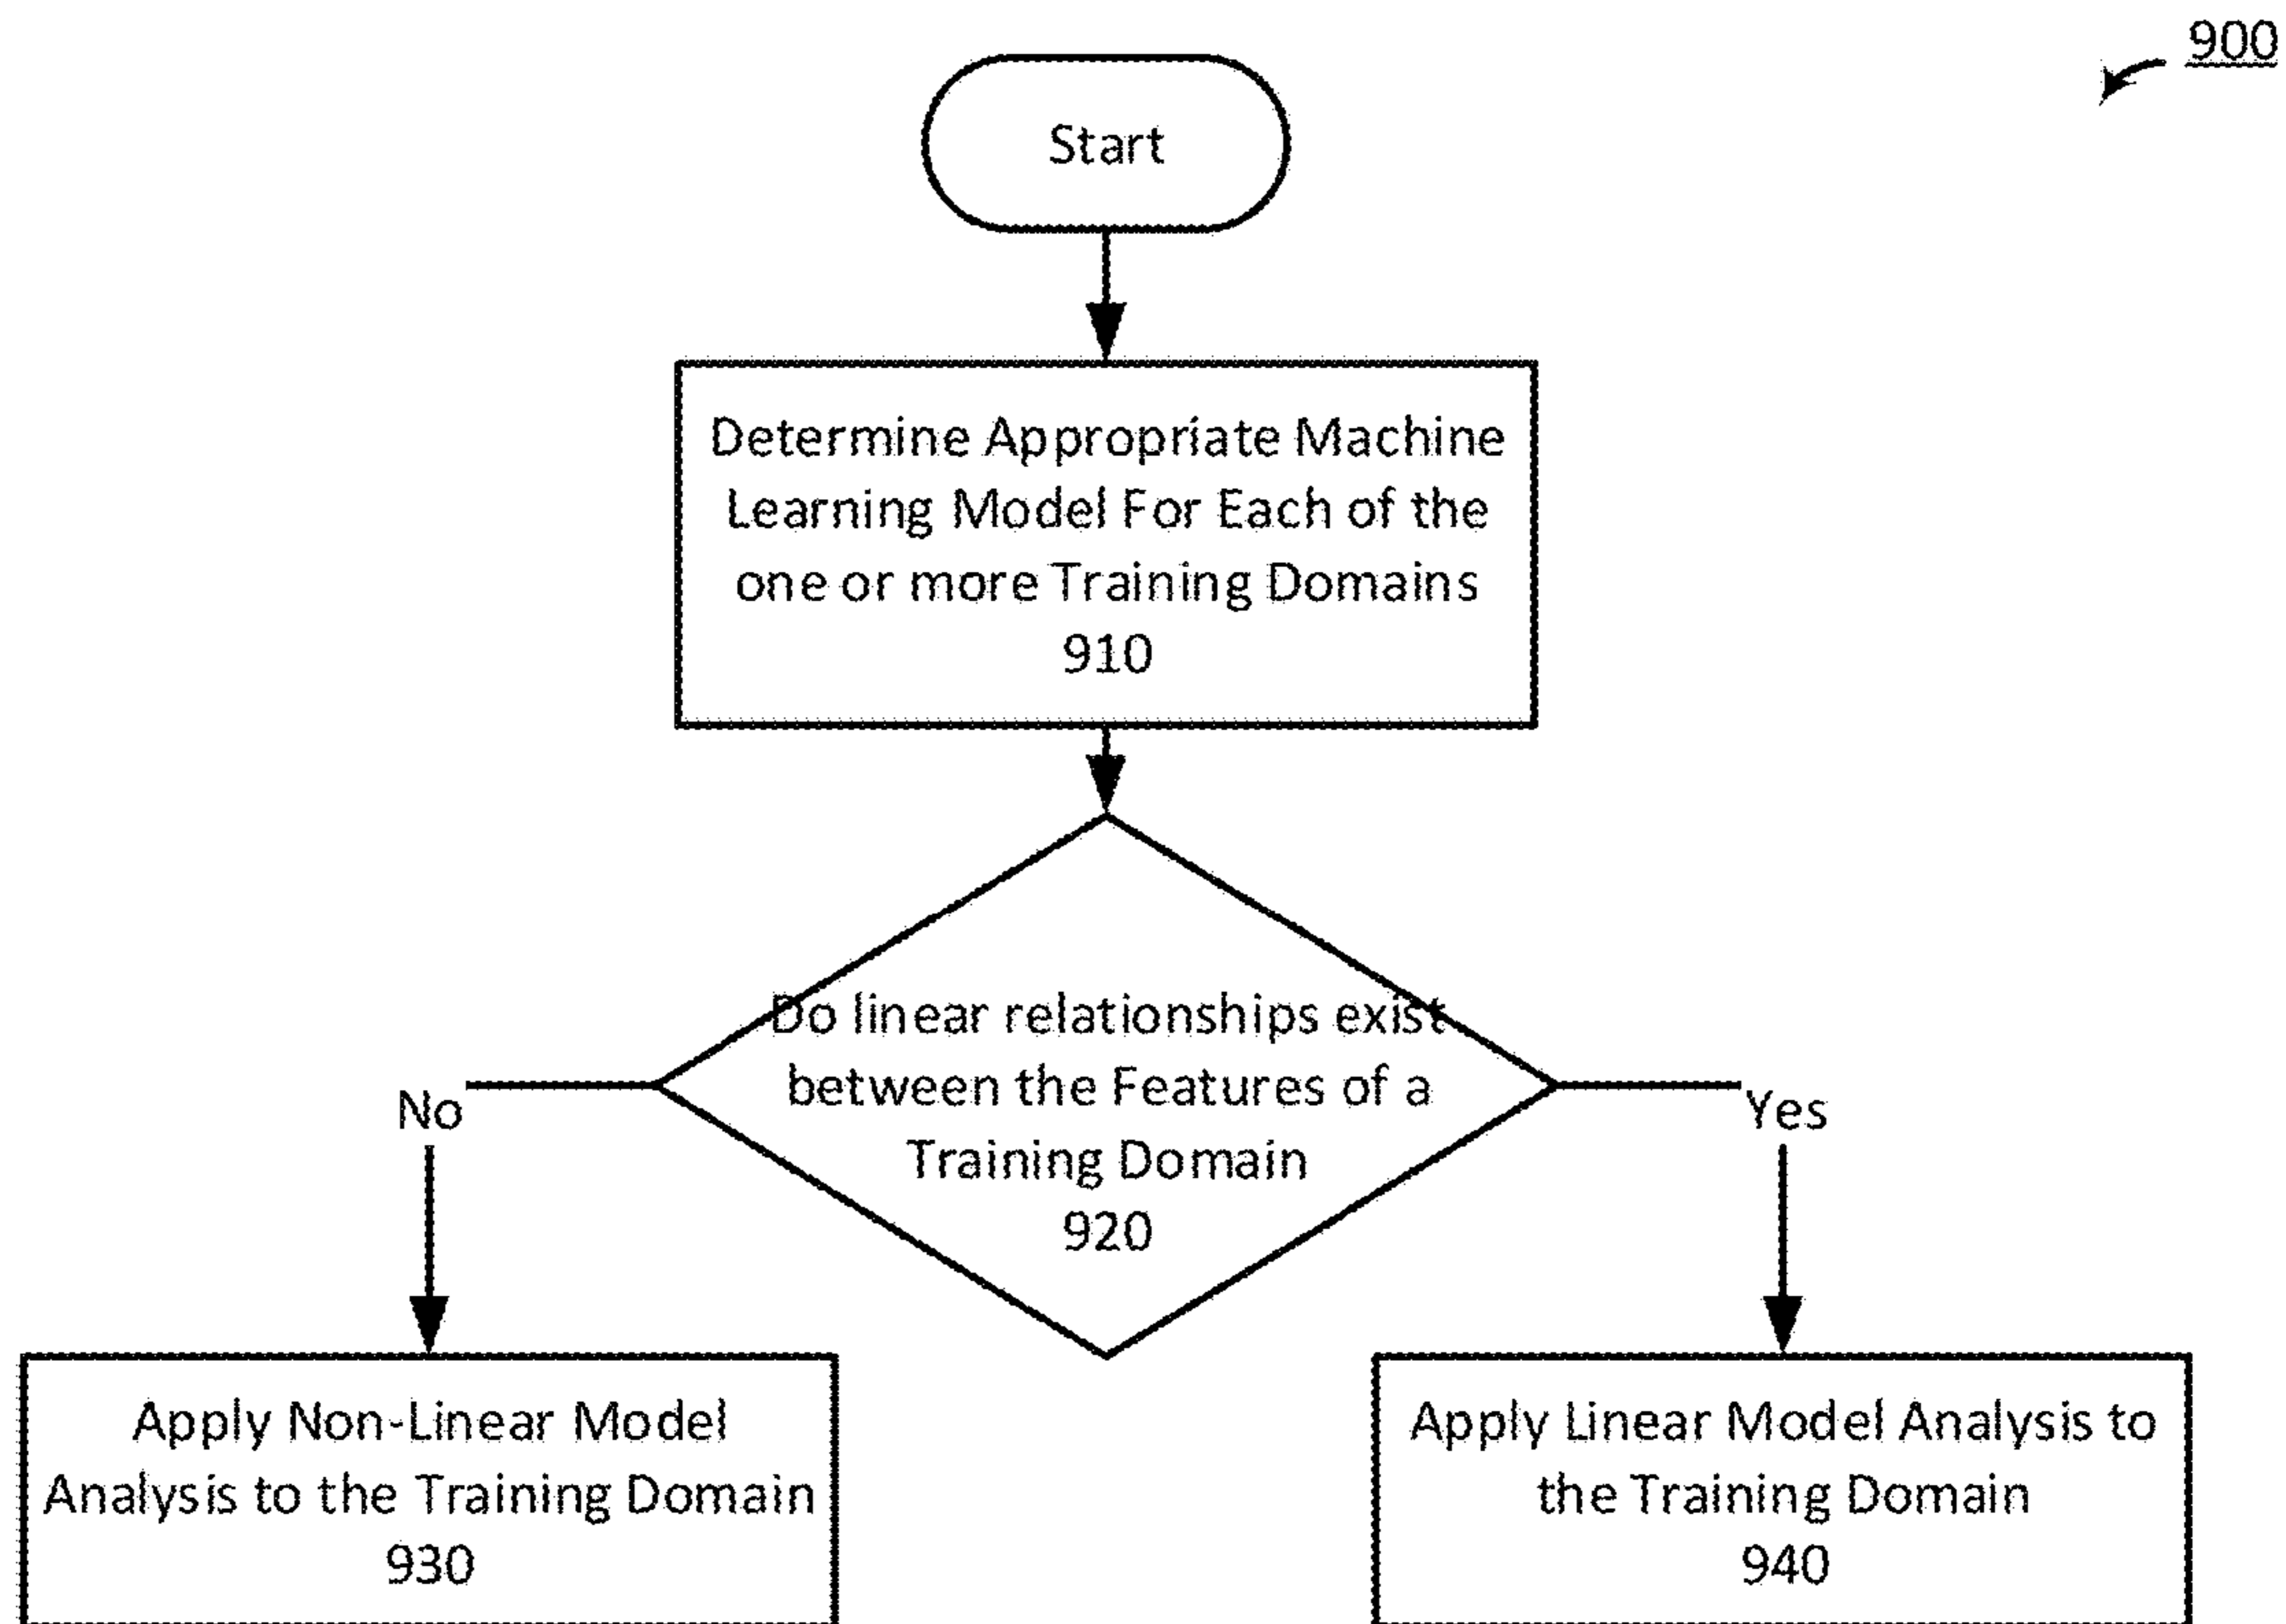 900
Start
Determine Appropriate Machine
Learning Model For Each of the
one or more Training Domains
910
Do linear relationships exist
between the Features of a
Training Domain
920
No
Yes
Apply Non-Linear Model
Analysis to the Training Domain
930
Apply Linear Model Analysis to
the Training Domain
940